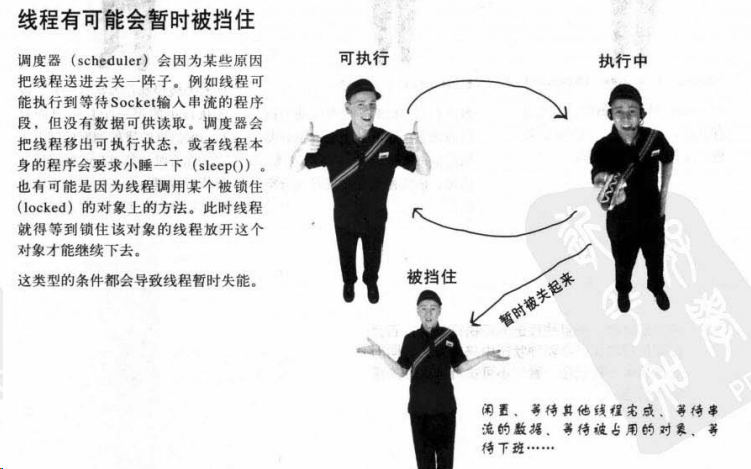 线程有可能会暂时被挡住
调度器（scheduler）会因为某些原因
把线程送进去关一阵子。例如线程可
能执行到等待Socket输入串流的程序
段，但没有数据可供读取。调度器会
把线程移出可执行状态，或者线程本
身的程序会要求小睡一下（sleep()）。
也有可能是因为线程调用某个被锁住
(locked）的对象上的方法。此时线程
就得等到锁住该对象的线程放开这个
对象才能继续下去。
这类型的条件都会导致线程暂时失能。
可执行
执行中
被挡住
暂时被关起来
闲置、等待其他线程完成、等待串
流的数据、等待被占用的对象、等
待下班……